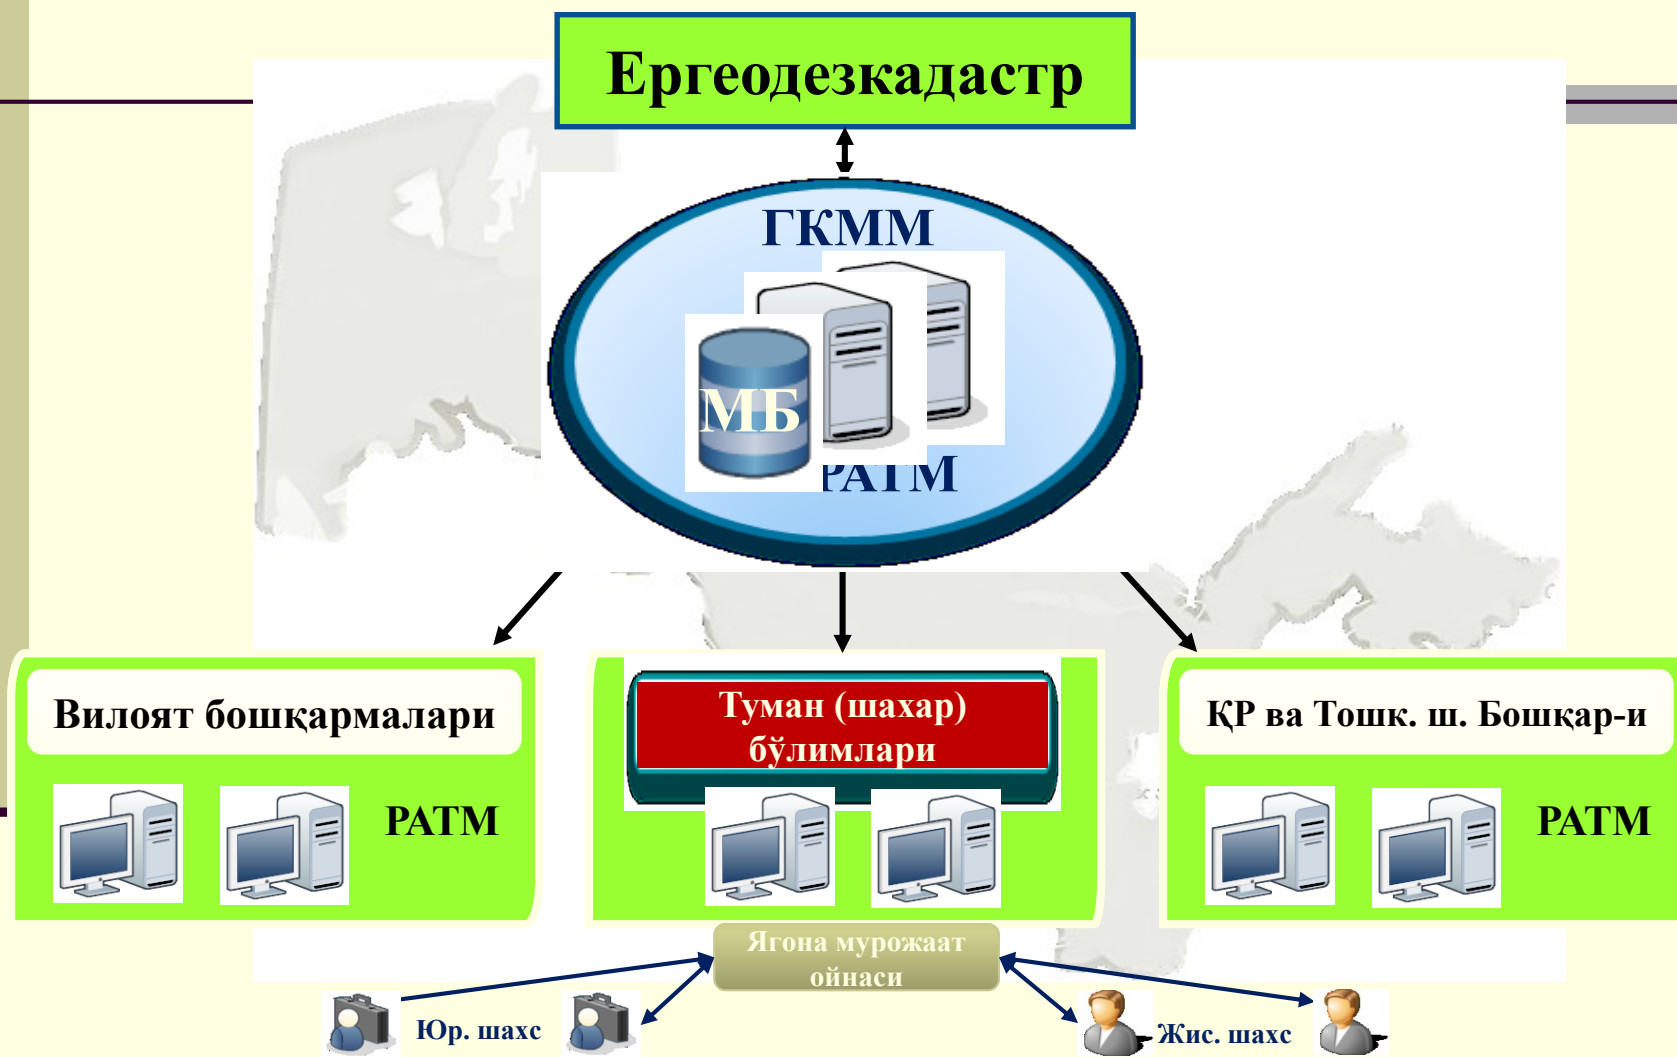 Ергеодезкадастр
ГКММ
МБ
РАТМ
Вилоят бошқармалари
РАТМ
Туман (шахар)
бўлимлари
ҚР ва Тошк. ш. Бошқар-и
РАТМ
Ягона мурожаат
ойнаси
Юр. шахс
Жис. шахс